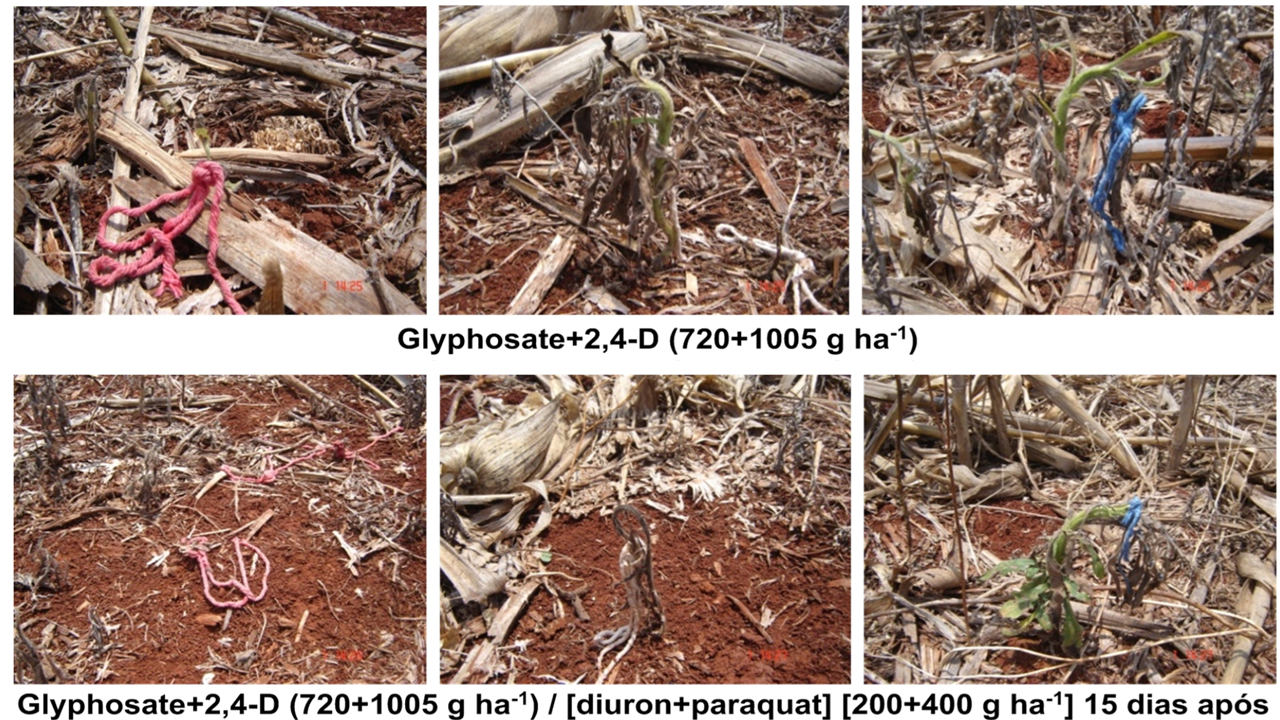 Glyphosate+2,4-D (720+1005 g ha⁻¹)
Glyphosate+2,4-D (720+1005 g ha⁻¹) / [diuron+paraquat] [200+400 g ha⁻¹] 15 dias após